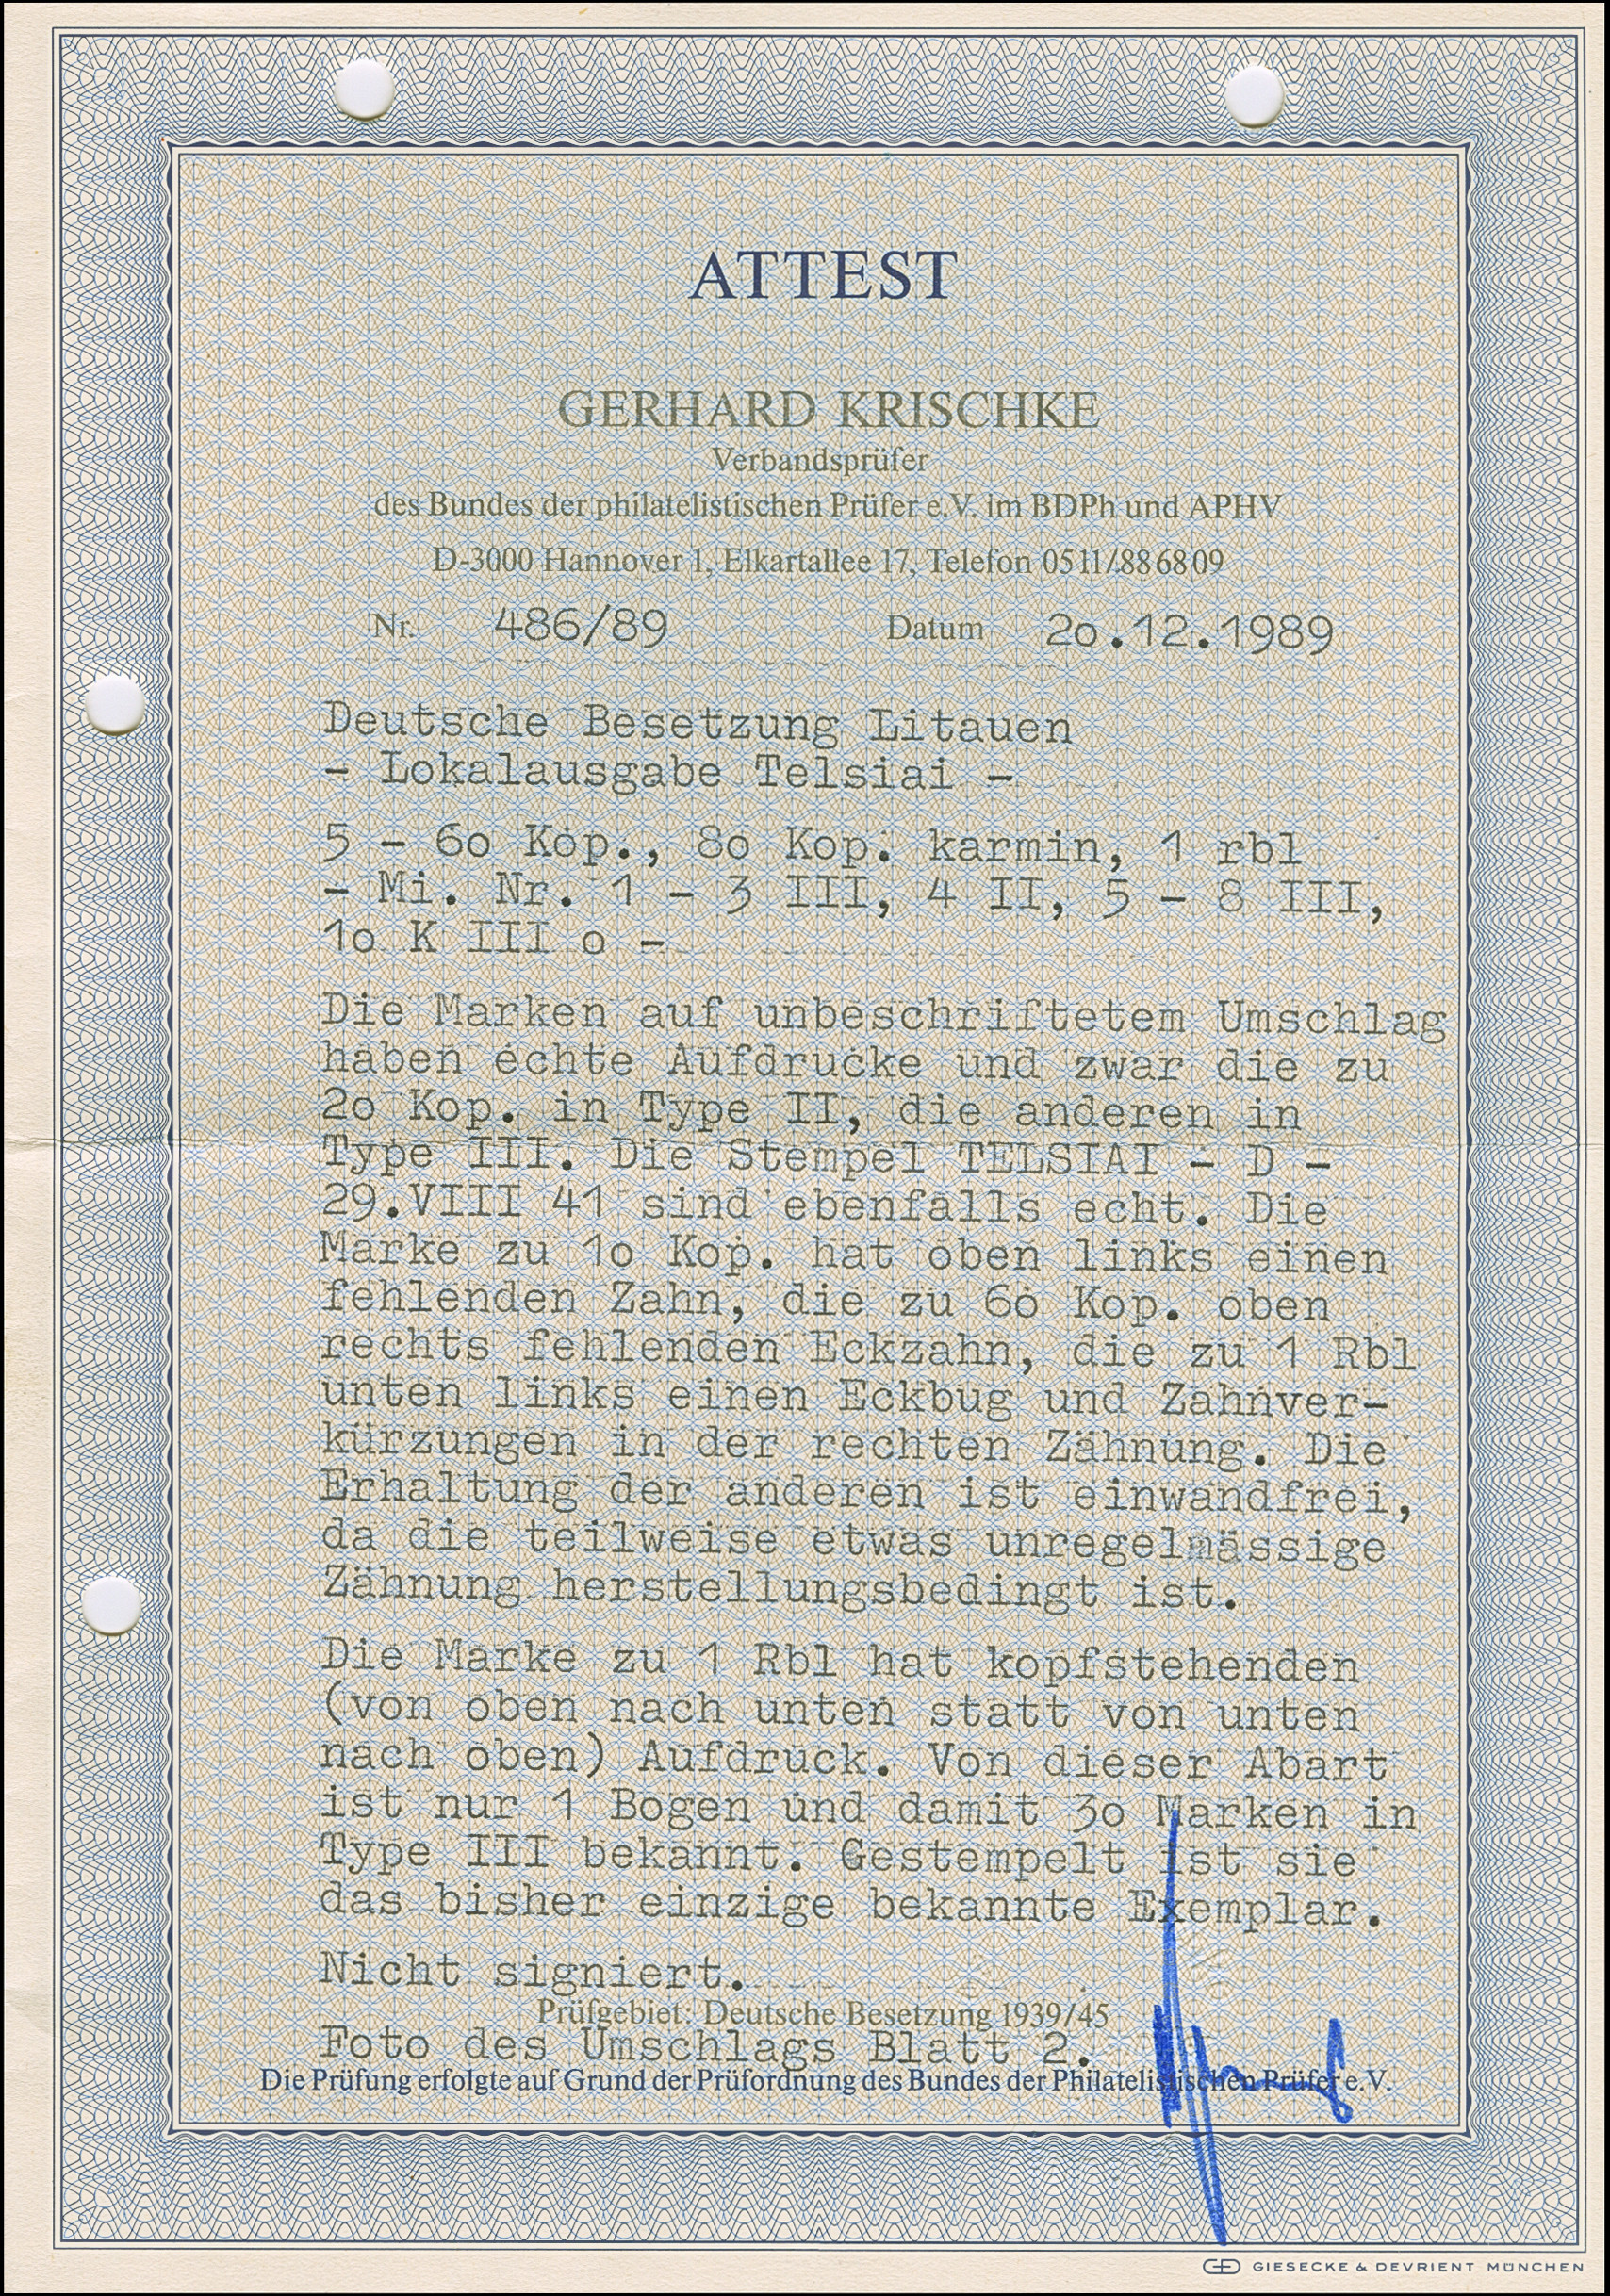 ATTEST
GERHARD KRISCHKE
Verbandsprüfer
des Bundes der philatelistischen Prüfer e.V. im BDPh und APHV
D-3000 Hannover 1, Elkartallee 17, Telefon 0511/886809
Nr. 486/89 Datum 2o.12.1989
Deutsche Besetzung Litauen
- Lokalausgabe Telsiai -
5 - 6o Kop., 8o Kop. karmin, 1 rbl
- Mi. Nr. 1 - 3 III, 4 II, 5 - 8 III,
1o K III o -
Die Marken auf unbeschriftetem Umschlag
haben echte Aufdrucke und zwar die zu
2o Kop. in Type II, die anderen in
Type III. Die Stempel TELSIAI - D -
29.VIII 41 sind ebenfalls echt. Die
Marke zu 1o Kop. hat oben links einen
fehlenden Zahn, die zu 6o Kop. oben
rechts fehlenden Eckzahn, die zu 1 Rbl
unten links einen Eckbug und Zahnver-
kürzungen in der rechten Zähnung. Die
Erhaltung der anderen ist einwandfrei,
da die teilweise etwas unregelmässige
Zähnung herstellungsbedingt ist.
Die Marke zu 1 Rbl hat kopfstehenden
(von oben nach unten statt von unten
nach oben) Aufdruck. Von dieser Abart
ist nur 1 Bogen und damit 3o Marken in
Type III bekannt. Gestempelt ist sie
das bisher einzige bekannte Exemplar.
Nicht signiert.
Prüfgebiet: Deutsche Besetzung 1939/45
Foto des Umschlags Blatt 2.
Die Prüfung erfolgte auf Grund der Prüfordnung des Bundes der Philatelistischen Prüfer e.V.
GIESECKE & DEVRIENT MÜNCHEN